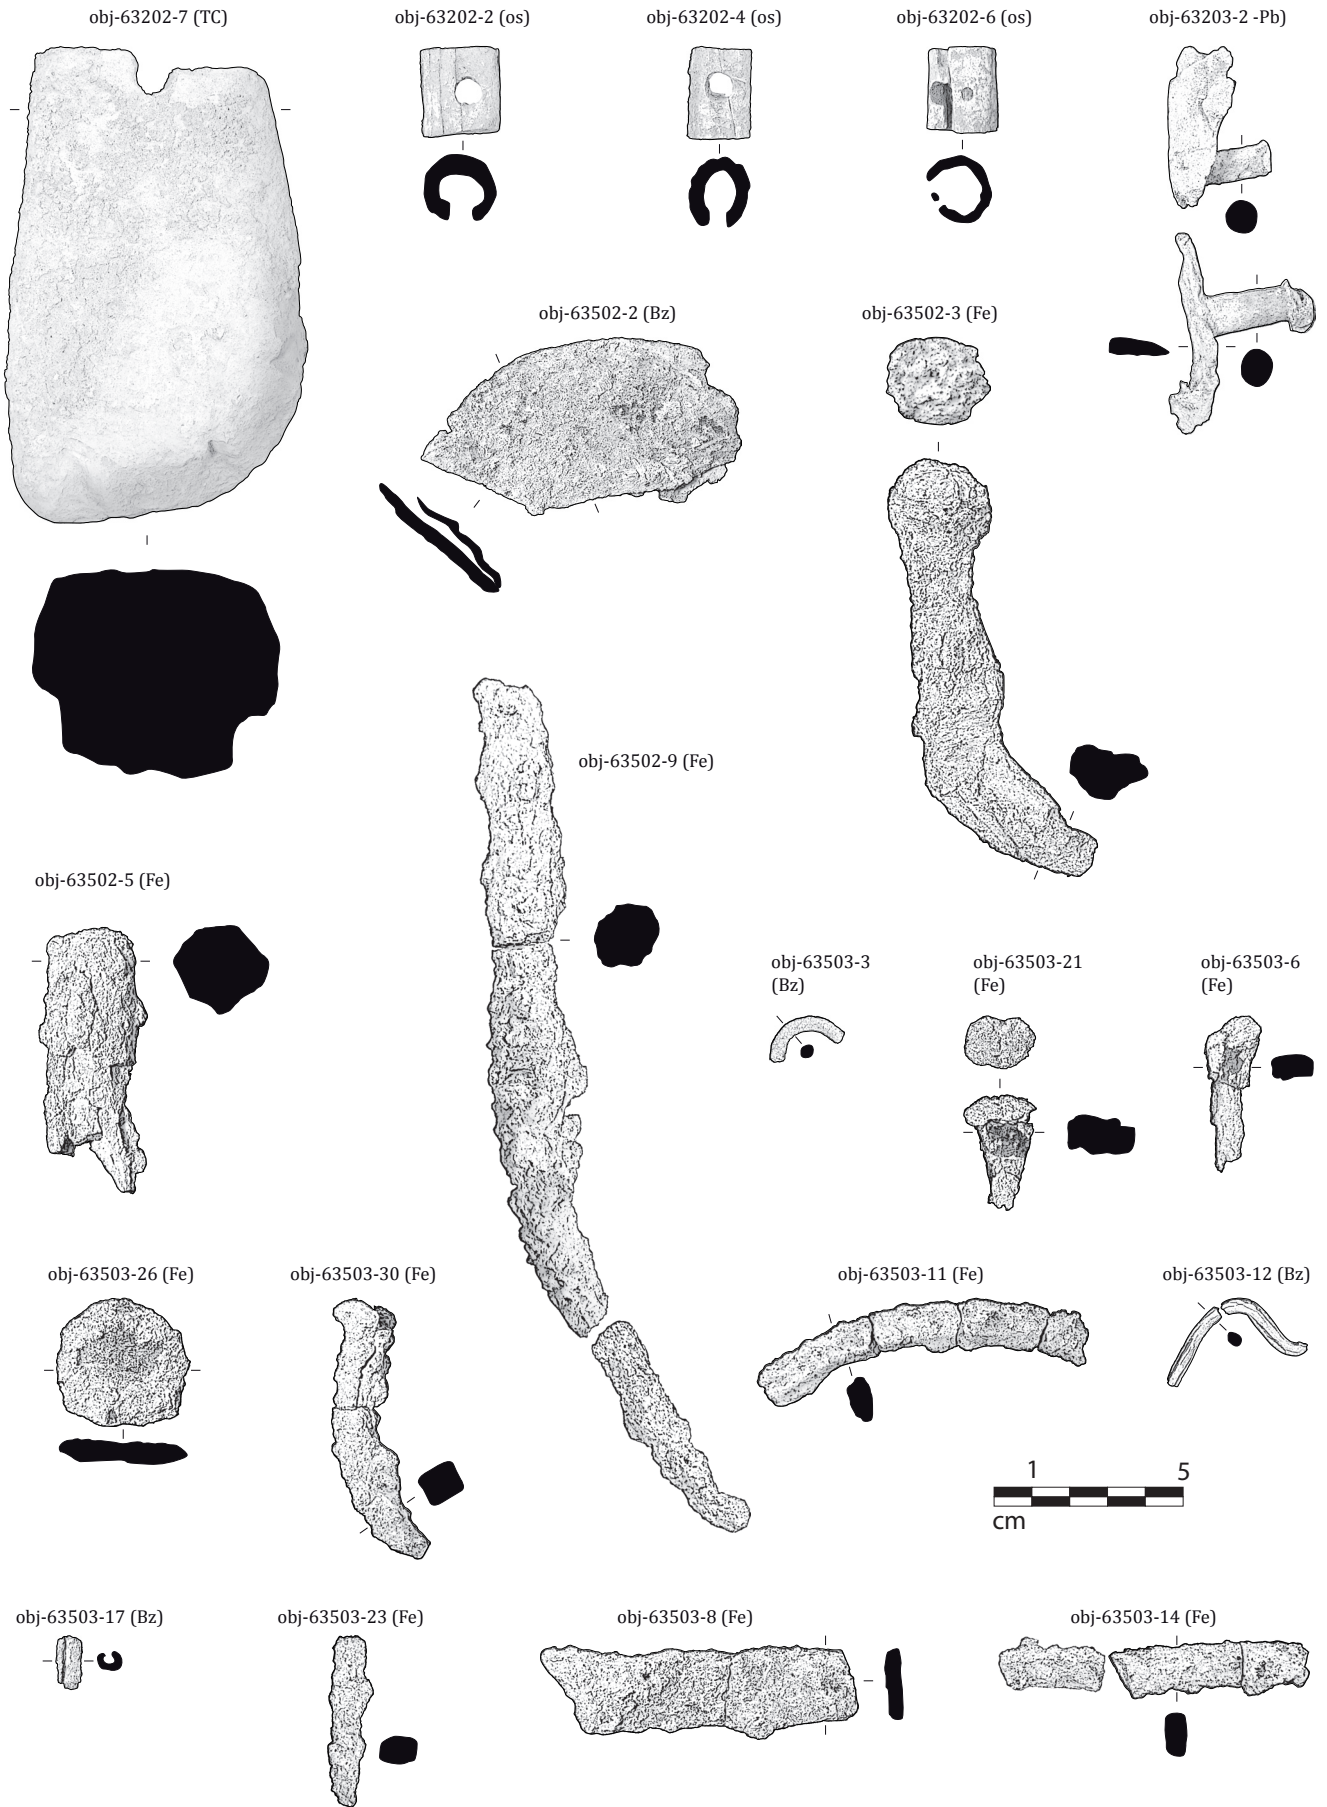 obj-63202-7 (TC)
obj-63202-2 (os)
obj-63202-4 (os)
obj-63202-6 (os)
obj-63203-2 -Pb)
obj-63502-2 (Bz)
obj-63502-3 (Fe)
obj-63502-9 (Fe)
obj-63502-5 (Fe)
obj-63503-3
(Bz)
obj-63503-21
(Fe)
obj-63503-6
(Fe)
obj-63503-26 (Fe)
obj-63503-30 (Fe)
obj-63503-11 (Fe)
obj-63503-12 (Bz)
1 5
cm
obj-63503-17 (Bz)
obj-63503-23 (Fe)
obj-63503-8 (Fe)
obj-63503-14 (Fe)